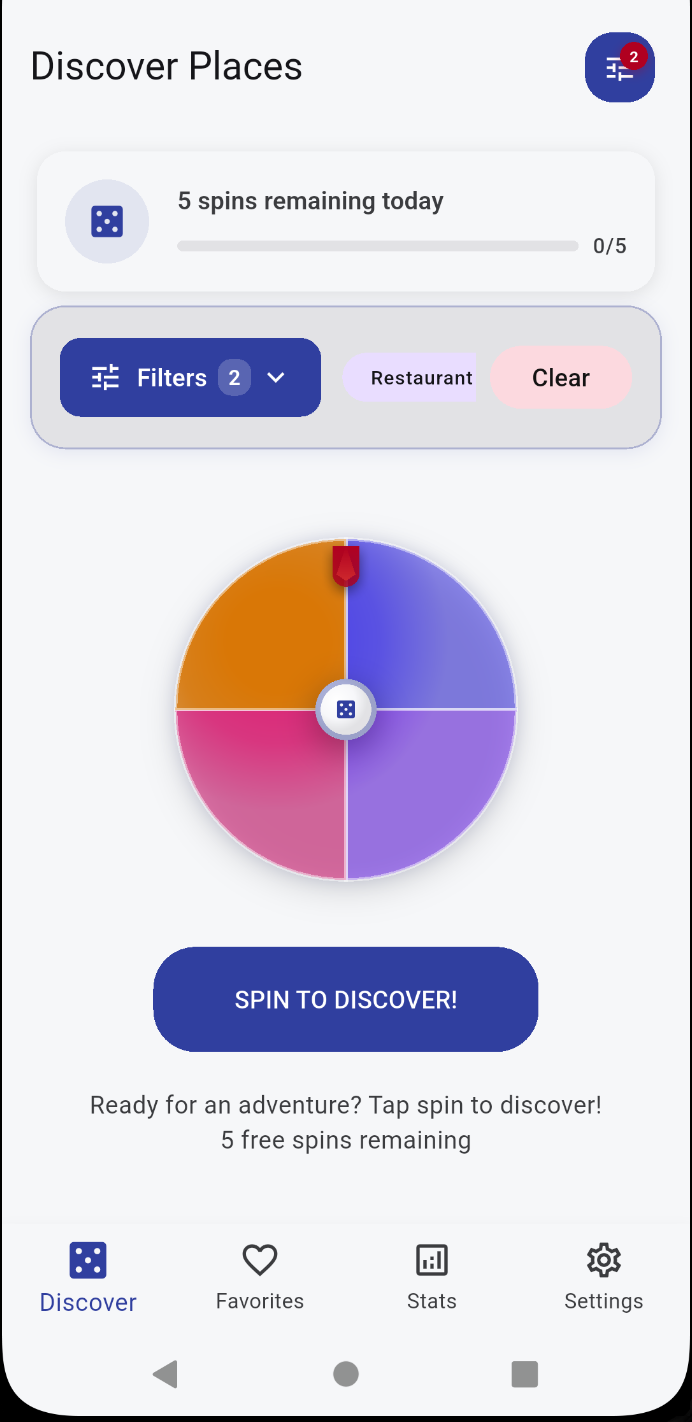 Discover Places
2
5 spins remaining today
0/5
Filters 2 Restaurant Clear
SPIN TO DISCOVER!
Ready for an adventure? Tap spin to discover!
5 free spins remaining
Discover Favorites Stats Settings